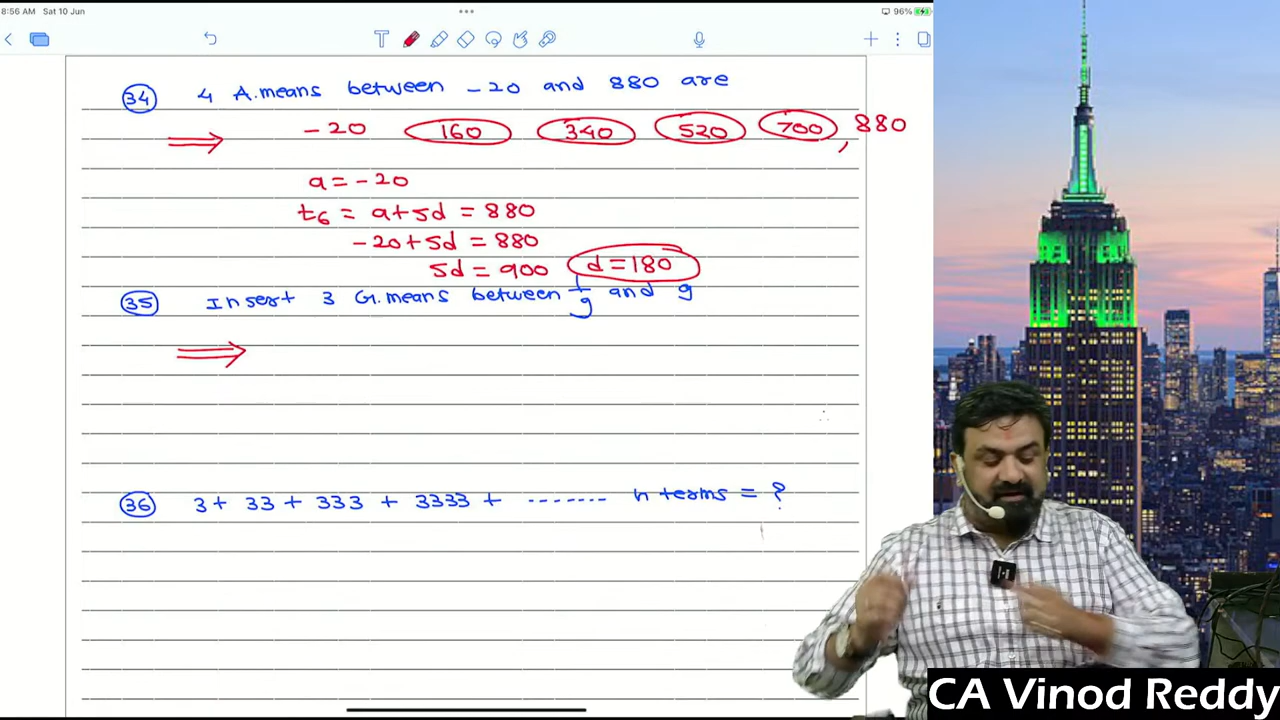 8:56 AM Sat 10 Jun
96%
T
34 4 A.means between -20 and 880 are
⇒ -20 160 340 520 700 , 880
a = -20
t6 = a+5d = 880
-20+5d = 880
5d = 900 d = 180
35 Insert 3 G.means between 1/9 and 9
⇒
36 3 + 33 + 333 + 3333 + ------- n terms = ?
CA Vinod Reddy